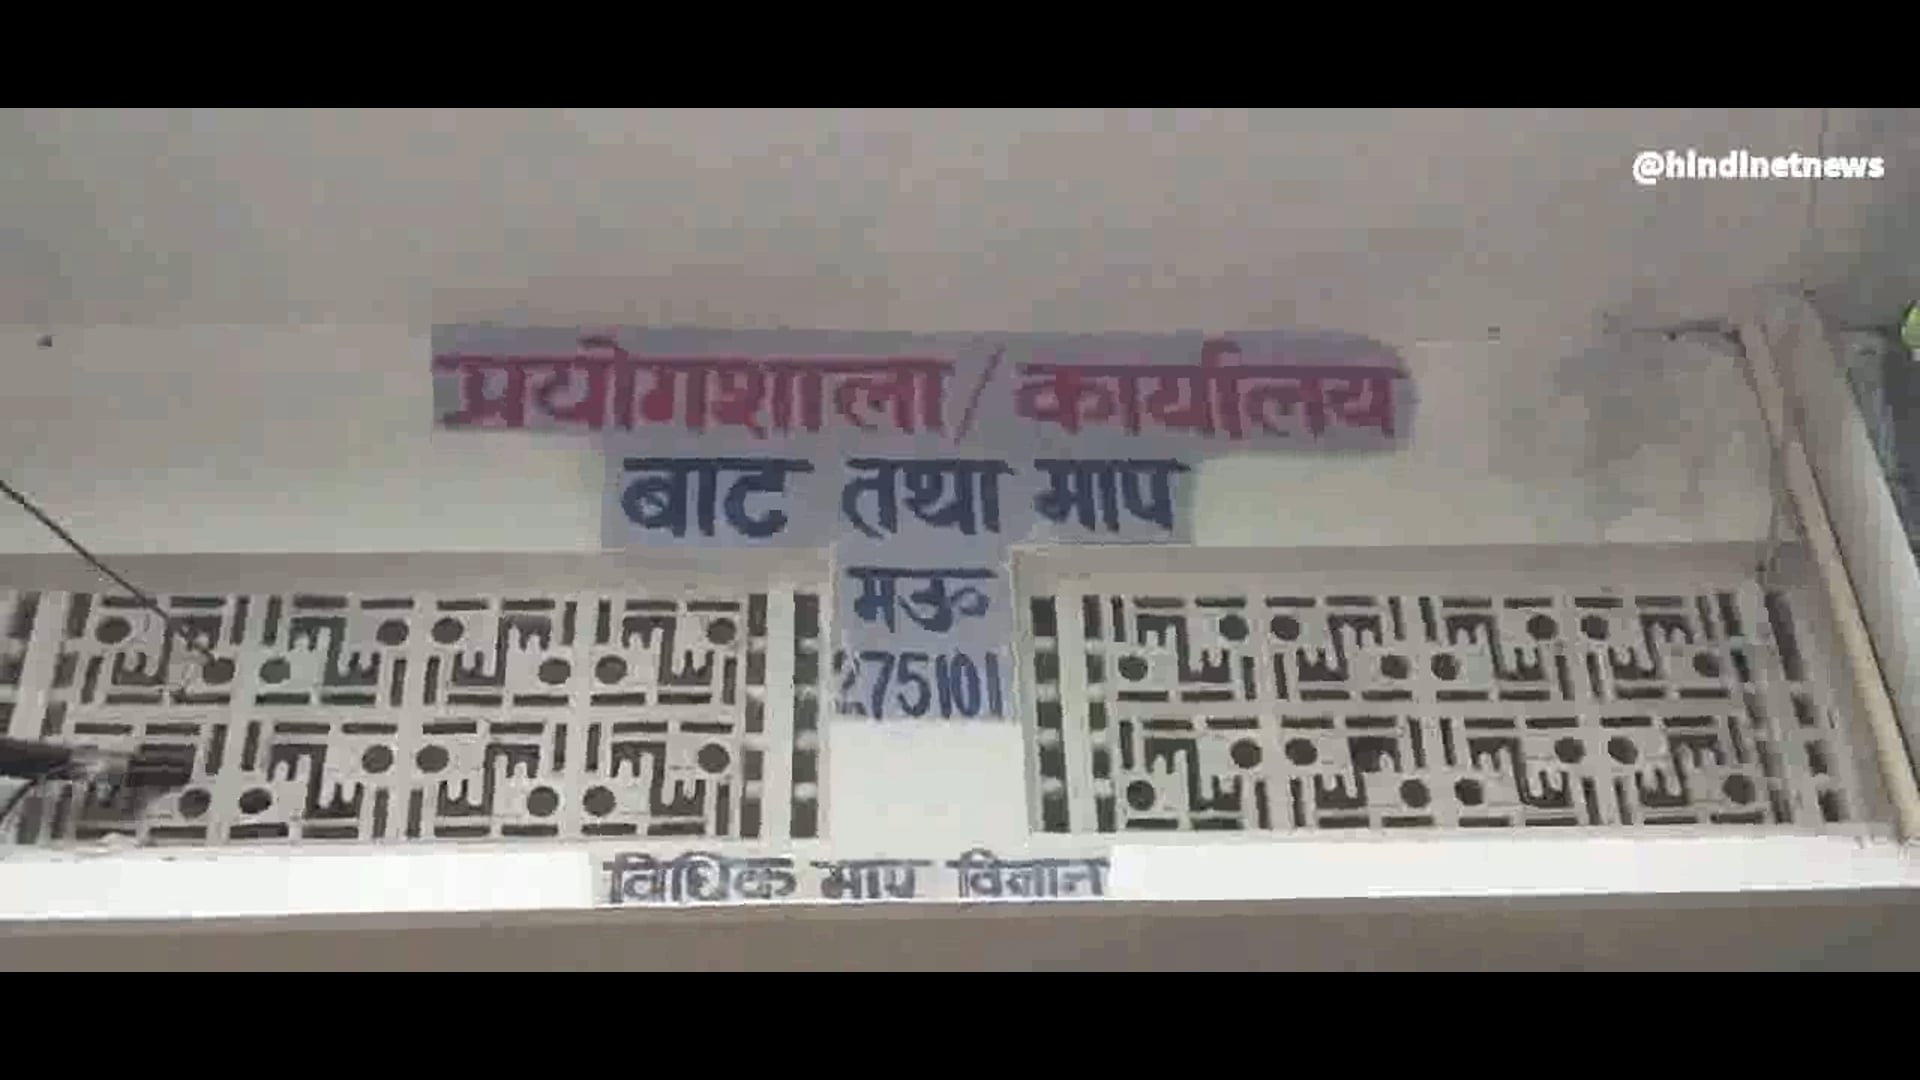 @hindinetnews
प्रयोगशाला / कार्यालय
बाट तथा माप
मऊ
275101
विधिक माप विज्ञान